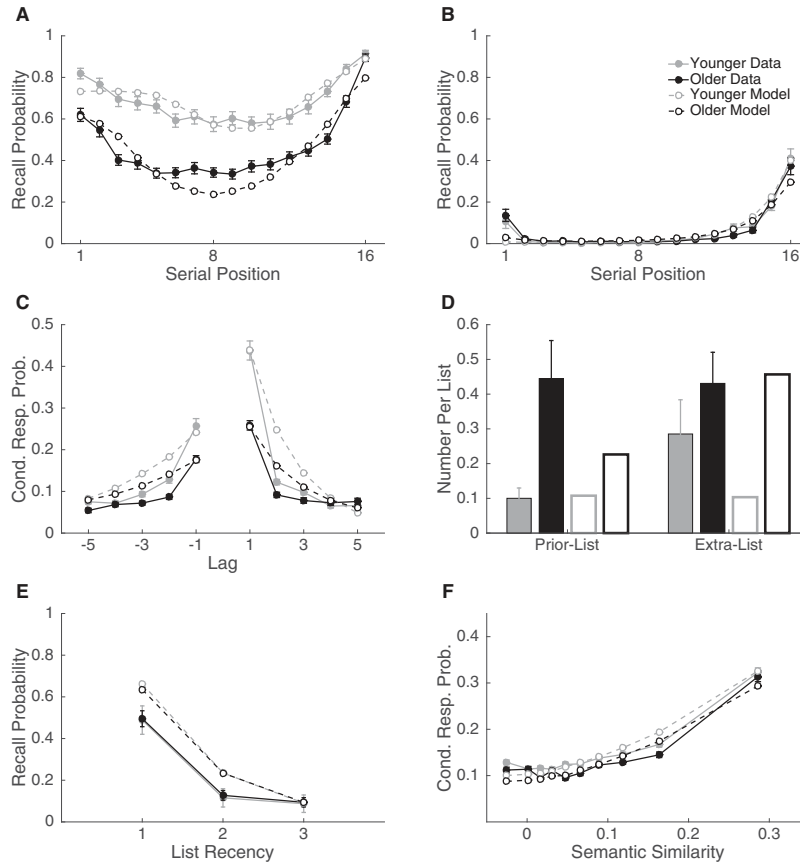 A
1
0.8
0.6
0.4
0.2
0
Recall Probability
1
8
16
Serial Position
B
1
0.8
0.6
0.4
0.2
0
Recall Probability
Younger Data
Older Data
Younger Model
Older Model
1
8
16
Serial Position
C
0.5
0.4
0.3
0.2
0.1
0
Cond. Resp. Prob.
-5
-3
-1
1
3
5
Lag
D
0.6
0.5
0.4
0.3
0.2
0.1
0
Number Per List
Prior-List
Extra-List
E
1
0.8
0.6
0.4
0.2
0
Recall Probability
1
2
3
List Recency
F
0.4
0.3
0.2
0.1
Cond. Resp. Prob.
0
0.1
0.2
0.3
Semantic Similarity